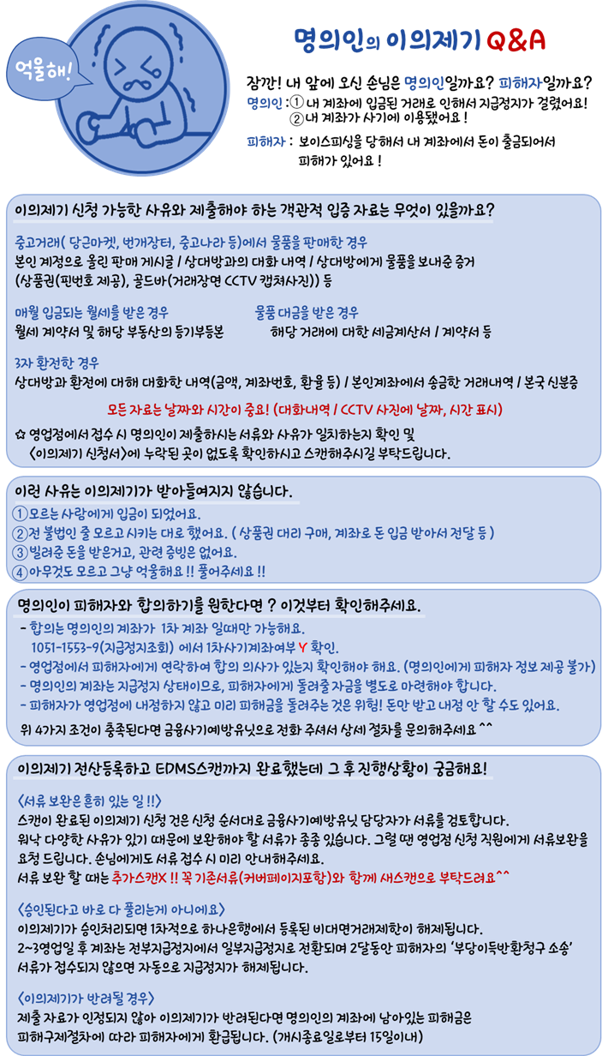 억울해!
명의인의 이의제기 Q&A
잠깐! 내 앞에 오신 손님은 명의인일까요? 피해자일까요?
명의인 : ① 내 계좌에 입금된 거래로 인해서 지급정지가 걸렸어요!
② 내 계좌가 사기에 이용됐어요!
피해자 : 보이스피싱을 당해서 내 계좌에서 돈이 출금되어서
피해가 있어요!
이의제기 신청 가능한 사유와 제출해야 하는 객관적 입증 자료는 무엇이 있을까요?
중고거래( 당근마켓, 번개장터, 중고나라 등)에서 물품을 판매한 경우
본인 계정으로 올린 판매 게시글 / 상대방과의 대화 내역 / 상대방에게 물품을 보내준 증거
(상품권(핀번호 제공), 골드바(거래장면 CCTV 캡쳐사진)) 등
매월 입금되는 월세를 받은 경우 물품 대금을 받은 경우
월세 계약서 및 해당 부동산의 등기부등본 해당 거래에 대한 세금계산서 / 계약서 등
3자 환전한 경우
상대방과 환전에 대해 대화한 내역(금액, 계좌번호, 환율 등) / 본인계좌에서 송금한 거래내역 / 본국 신분증
모든 자료는 날짜와 시간이 중요! (대화내역 / CCTV 사진에 날짜, 시간 표시)
☆ 영업점에서 접수 시 명의인이 제출하시는 서류와 사유가 일치하는지 확인 및
<이의제기 신청서>에 누락된 곳이 없도록 확인하시고 스캔해주시길 부탁드립니다.
이런 사유는 이의제기가 받아들여지지 않습니다.
① 모르는 사람에게 입금이 되었어요.
② 전 불법인 줄 모르고 시키는 대로 했어요. ( 상품권 대리 구매, 계좌로 돈 입금 받아서 전달 등 )
③ 빌려준 돈을 받은거고, 관련 증빙은 없어요.
④ 아무것도 모르고 그냥 억울해요!! 풀어주세요!!
명의인이 피해자와 합의하기를 원한다면? 이것부터 확인해주세요.
- 합의는 명의인의 계좌가 1차 계좌 일때만 가능해요.
1051-1553-9(지급정지조회) 에서 1차사기계좌여부 Y 확인.
- 영업점에서 피해자에게 연락하여 합의 의사가 있는지 확인해야 해요. (명의인에게 피해자 정보 제공 불가)
- 명의인의 계좌는 지급정지 상태이므로, 피해자에게 돌려줄 자금을 별도로 마련해야 합니다.
- 피해자가 영업점에 내점하지 않고 미리 피해금을 돌려주는 것은 위험! 돈만 받고 내점 안 할 수도 있어요.
위 4가지 조건이 충족된다면 금융사기예방유닛으로 전화 주셔서 상세 절차를 문의해주세요^^
이의제기 전산등록하고 EDMS스캔까지 완료했는데 그 후 진행상황이 궁금해요!
<서류 보완은 흔히 있는 일!!>
스캔이 완료된 이의제기 신청 건은 신청 순서대로 금융사기예방유닛 담당자가 서류를 검토합니다.
워낙 다양한 사유가 있기 때문에 보완해야 할 서류가 종종 있습니다. 그럴 땐 영업점 신청 직원에게 서류보완을
요청 드립니다. 손님에게도 서류 접수 시 미리 안내해주세요.
서류 보완 할 때는 추가스캔X !! 꼭 기존서류(커버페이지포함)와 함께 새스캔으로 부탁드려요^^
<승인된다고 바로 다 풀리는게 아니에요>
이의제기가 승인처리되면 1차적으로 하나은행에서 등록된 비대면거래제한이 해제됩니다.
2~3영업일 후 계좌는 전부지급정지에서 일부지급정지로 전환되며 2달동안 피해자의 '부당이득반환청구 소송'
서류가 접수되지 않으면 자동으로 지급정지가 해제됩니다.
<이의제기가 반려될 경우>
제출 자료가 인정되지 않아 이의제기가 반려된다면 명의인의 계좌에 남아있는 피해금은
피해구제절차에 따라 피해자에게 환급됩니다. (개시종료일로부터 15일이내)